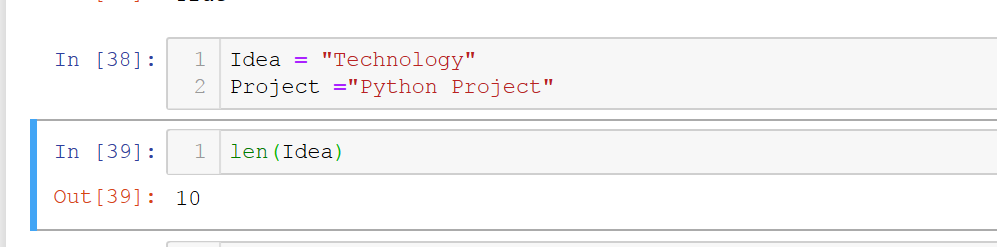 In [38]:
1 Idea = "Technology"
2 Project ="Python Project"
In [39]:
1 len(Idea)
Out[39]: 10